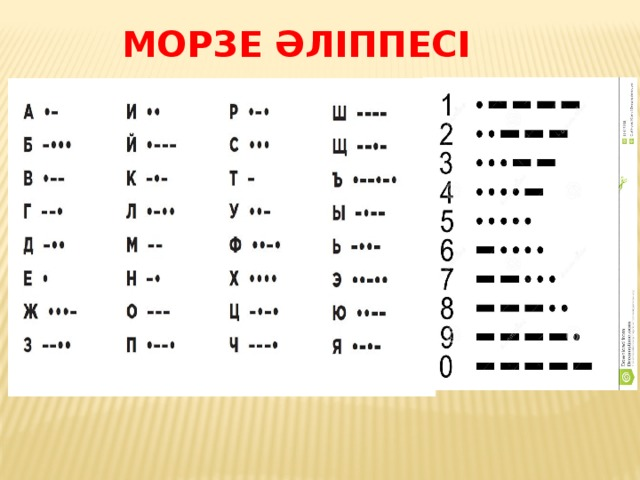 МОРЗЕ ӘЛІППЕСІ
А •–
Б –•••
В •––
Г ––•
Д –••
Е •
Ж •••–
З ––••
И ••
Й •–––
К –•–
Л •–••
М ––
Н –•
О –––
П •––•
Р •–•
С •••
Т –
У ••–
Ф ••–•
Х ••••
Ц –•–•
Ч –––•
Ш ––––
Щ ––•–
Ъ •––•–•
Ы –•––
Ь –••–
Э ••–••
Ю ••––
Я •–•–
1 •––––
2 ••–––
3 •••––
4 ••••–
5 •••••
6 –••••
7 ––•••
8 –––••
9 ––––•
0 –––––